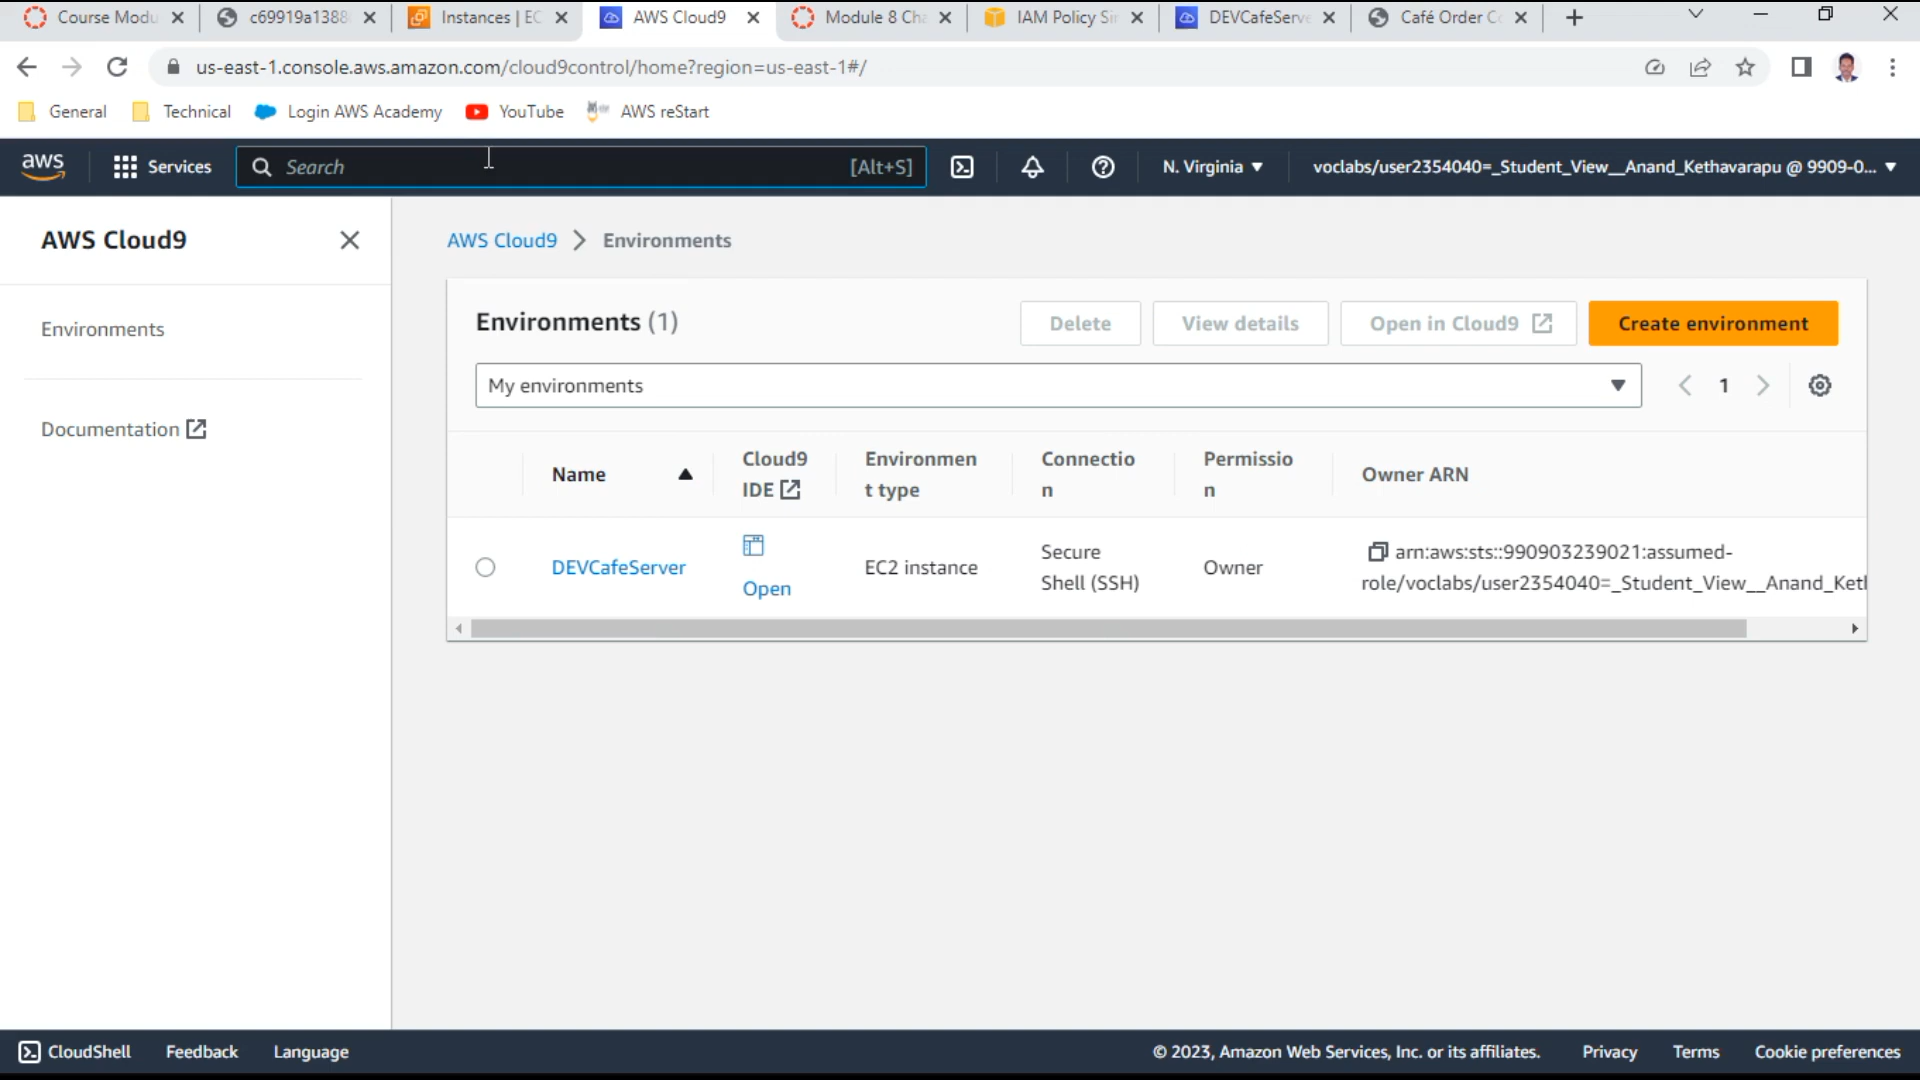 Course Modu
c69919a1388
Instances | EC
AWS Cloud9
Module 8 Cha
IAM Policy Sin
DEVCafeServe
Café Order C
us-east-1.console.aws.amazon.com/cloud9control/home?region=us-east-1#/
General
Technical
Login AWS Academy
YouTube
AWS reStart
aws
Services
Search
[Alt+S]
N. Virginia
voclabs/user2354040=_Student_View__Anand_Kethavarapu @ 9909-0...
AWS Cloud9
Environments
Documentation
AWS Cloud9 > Environments
Environments (1)
Delete
View details
Open in Cloud9
Create environment
My environments
1
Name
Cloud9
IDE
Environmen
t type
Connectio
n
Permissio
n
Owner ARN
DEVCafeServer
Open
EC2 instance
Secure
Shell (SSH)
Owner
arn:aws:sts::990903239021:assumed-
role/voclabs/user2354040=_Student_View__Anand_Ket
CloudShell
Feedback
Language
© 2023, Amazon Web Services, Inc. or its affiliates.
Privacy
Terms
Cookie preferences